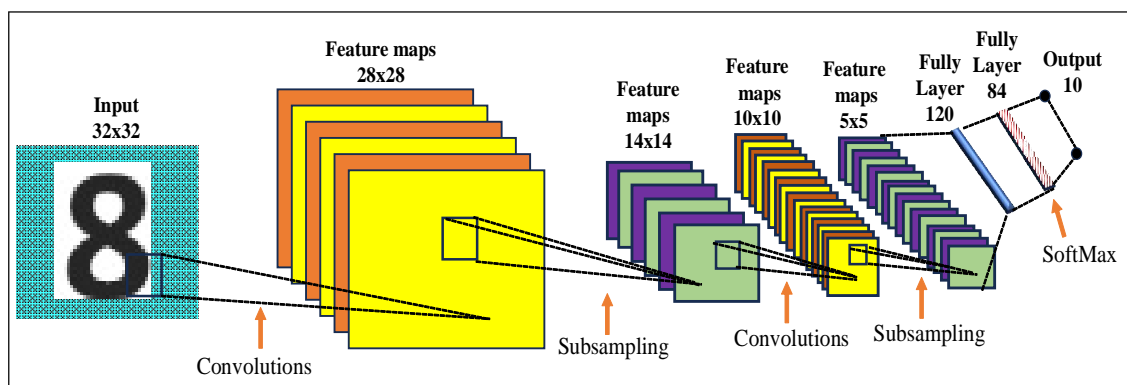 Input
32x32
8
Convolutions
Feature maps
28x28
Subsampling
Feature
maps
14x14
Convolutions
Feature
maps
10x10
Subsampling
Feature
maps
5x5
Fully
Layer
120
Fully
Layer
84
SoftMax
Output
10